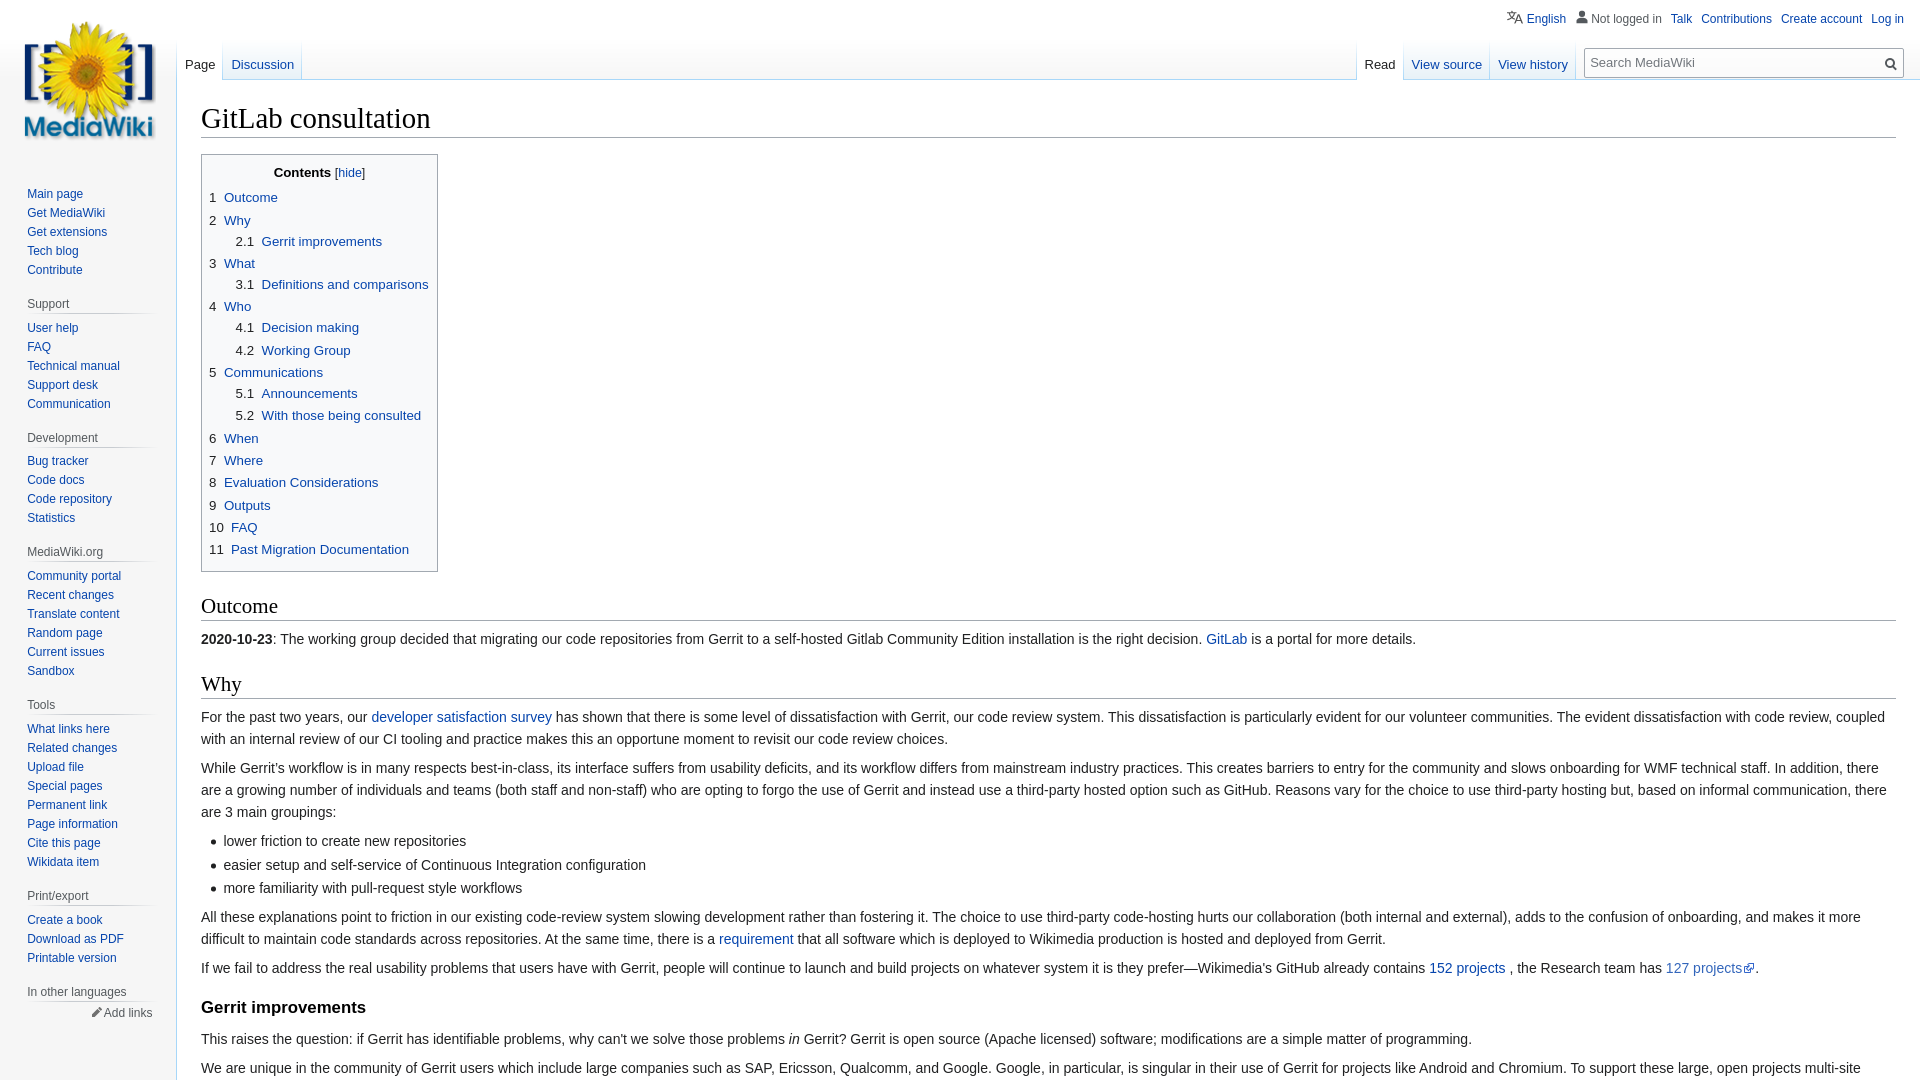 English Not logged in Talk Contributions Create account Log in
Page Discussion Read View source View history Search MediaWiki
MediaWiki
Main page
Get MediaWiki
Get extensions
Tech blog
Contribute
Support
User help
FAQ
Technical manual
Support desk
Communication
Development
Bug tracker
Code docs
Code repository
Statistics
MediaWiki.org
Community portal
Recent changes
Translate content
Random page
Current issues
Sandbox
Tools
What links here
Related changes
Upload file
Special pages
Permanent link
Page information
Cite this page
Wikidata item
Print/export
Create a book
Download as PDF
Printable version
In other languages
Add links
GitLab consultation
Contents [hide]
1 Outcome
2 Why
2.1 Gerrit improvements
3 What
3.1 Definitions and comparisons
4 Who
4.1 Decision making
4.2 Working Group
5 Communications
5.1 Announcements
5.2 With those being consulted
6 When
7 Where
8 Evaluation Considerations
9 Outputs
10 FAQ
11 Past Migration Documentation
Outcome
2020-10-23: The working group decided that migrating our code repositories from Gerrit to a self-hosted Gitlab Community Edition installation is the right decision. GitLab is a portal for more details.
Why
For the past two years, our developer satisfaction survey has shown that there is some level of dissatisfaction with Gerrit, our code review system. This dissatisfaction is particularly evident for our volunteer communities. The evident dissatisfaction with code review, coupled
with an internal review of our CI tooling and practice makes this an opportune moment to revisit our code review choices.
While Gerrit’s workflow is in many respects best-in-class, its interface suffers from usability deficits, and its workflow differs from mainstream industry practices. This creates barriers to entry for the community and slows onboarding for WMF technical staff. In addition, there
are a growing number of individuals and teams (both staff and non-staff) who are opting to forgo the use of Gerrit and instead use a third-party hosted option such as GitHub. Reasons vary for the choice to use third-party hosting but, based on informal communication, there
are 3 main groupings:
• lower friction to create new repositories
• easier setup and self-service of Continuous Integration configuration
• more familiarity with pull-request style workflows
All these explanations point to friction in our existing code-review system slowing development rather than fostering it. The choice to use third-party code-hosting hurts our collaboration (both internal and external), adds to the confusion of onboarding, and makes it more
difficult to maintain code standards across repositories. At the same time, there is a requirement that all software which is deployed to Wikimedia production is hosted and deployed from Gerrit.
If we fail to address the real usability problems that users have with Gerrit, people will continue to launch and build projects on whatever system it is they prefer—Wikimedia's GitHub already contains 152 projects , the Research team has 127 projects.
Gerrit improvements
This raises the question: if Gerrit has identifiable problems, why can't we solve those problems in Gerrit? Gerrit is open source (Apache licensed) software; modifications are a simple matter of programming.
We are unique in the community of Gerrit users which include large companies such as SAP, Ericsson, Qualcomm, and Google. Google, in particular, is singular in their use of Gerrit for projects like Android and Chromium. To support these large, open projects multi-site